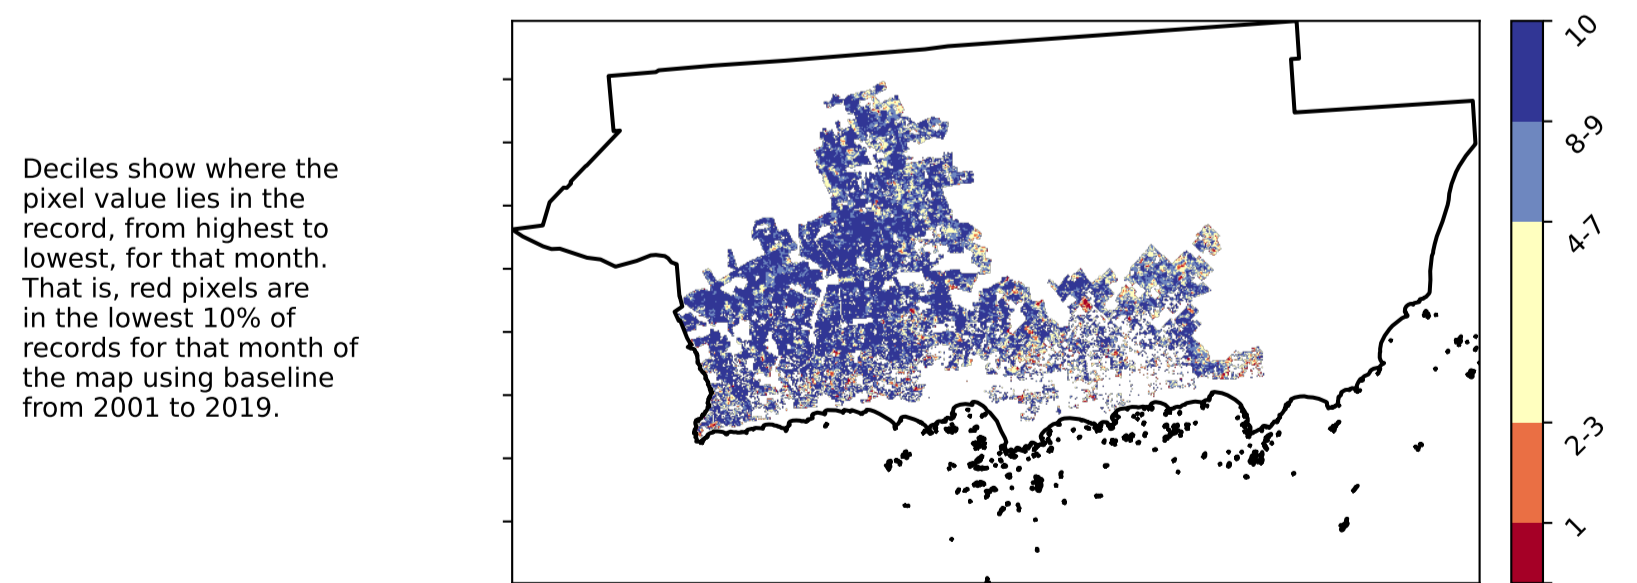 Deciles show where the
pixel value lies in the
record, from highest to
lowest, for that month.
That is, red pixels are
in the lowest 10% of
records for that month of
the map using baseline
from 2001 to 2019.
10
8-9
4-7
2-3
1